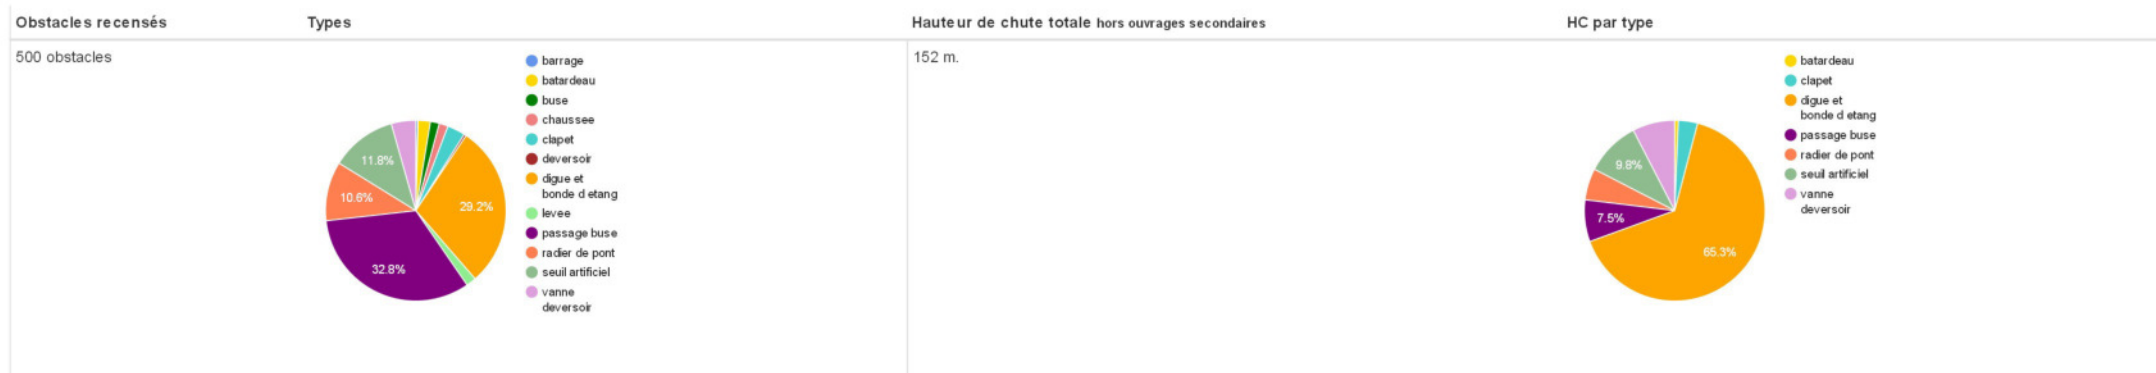 Obstacles recensés
Types
Hauteur de chute totale hors ouvrages secondaires
HC par type
500 obstacles
barrage
batardeau
buse
chaussee
clapet
deversoir
digue et
bonde d etang
levee
passage buse
radier de pont
seuil artificiel
vanne
deversoir
11.8%
10.6%
29.2%
32.8%
152 m.
batardeau
clapet
digue et
bonde d etang
passage buse
radier de pont
seuil artificiel
vanne
deversoir
9.8%
7.5%
65.3%